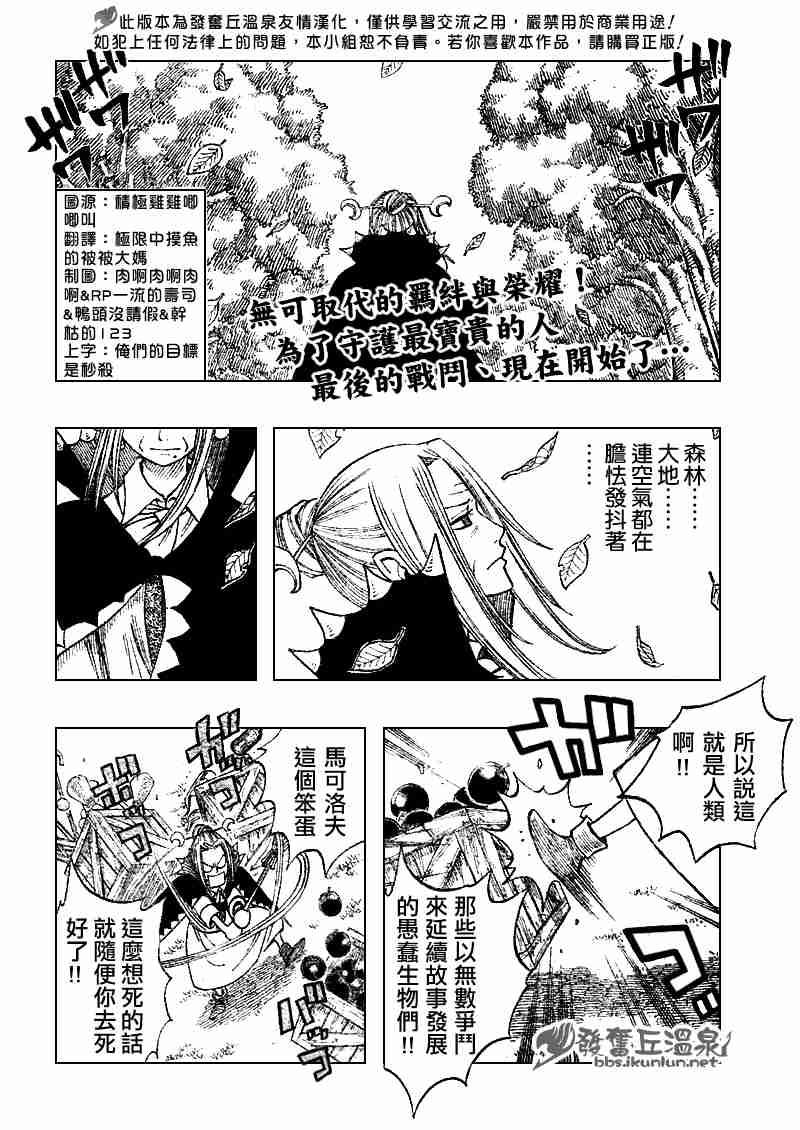 此版本為發奮丘溫泉友情漢化，僅供學習交流之用，嚴禁用於商業用途！
如犯上任何法律上的問題，本小組恕不負責。若你喜歡本作品，請購買正版！
ザワ
ザワ
ザワ
ザワ
圖源：積極雞雞唧
唧叫
翻譯：極限中摸魚
的被被大媽
制圖：肉啊肉啊肉
啊&RP一流的壽司
&鴨頭沒請假&幹
枯的123
上字：俺們的目標
是秒殺
無可取代的羈絆與榮耀！
為了守護最寶貴的人
最後的戰鬥、現在開始了…
森林……
大地……
連空氣都在
膽怯發抖著
……
所以説這
就是人類
啊!!
那些以無數爭鬥
來延續故事發展
的愚蠢生物們!!
馬可洛夫
這個笨蛋
這麼想死的話
就隨便你去死
好了!!
發奮丘溫泉
bbs.ikunlun.net